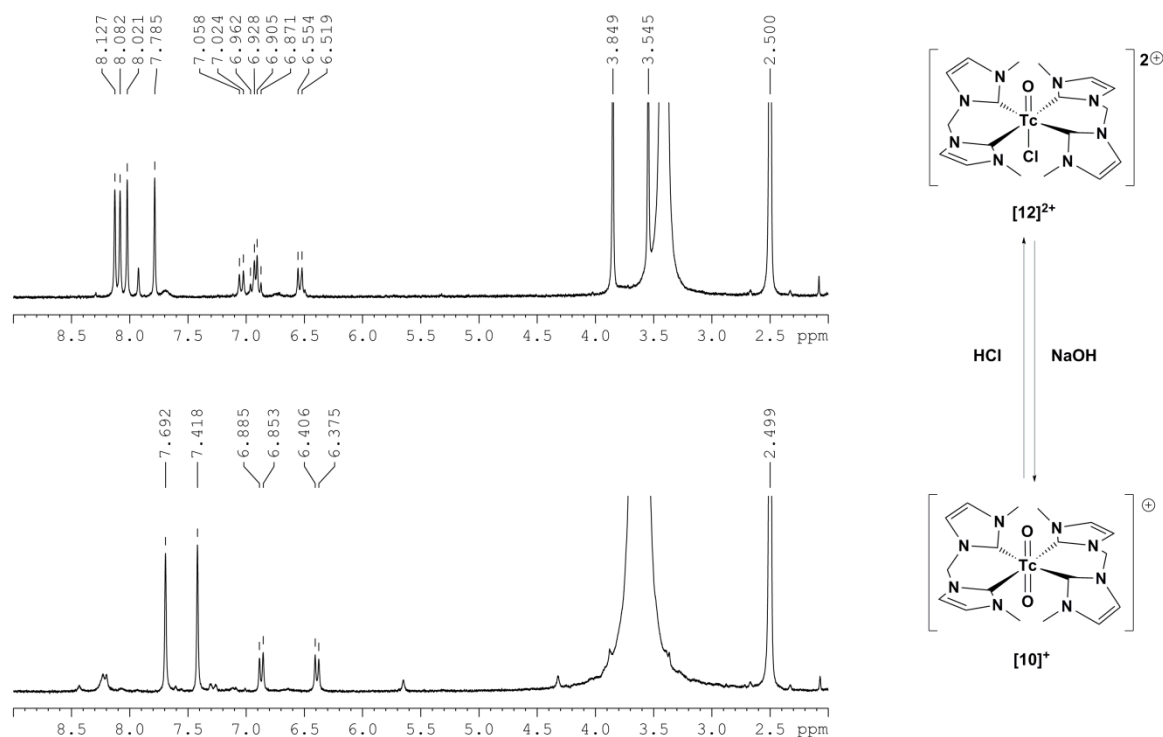 8.127
8.082
8.021
7.785
7.058
7.024
6.962
6.928
6.905
6.871
6.554
6.519
3.849
3.545
2.500
8.5 8.0 7.5 7.0 6.5 6.0 5.5 5.0 4.5 4.0 3.5 3.0 2.5 ppm
7.692
7.418
6.885
6.853
6.406
6.375
2.499
8.5 8.0 7.5 7.0 6.5 6.0 5.5 5.0 4.5 4.0 3.5 3.0 2.5 ppm
2⊕
N O N
N N
Tc
N Cl N
N N
[12]²⁺
HCl NaOH
⊕
N O N
N N
Tc
N O N
N N
[10]⁺